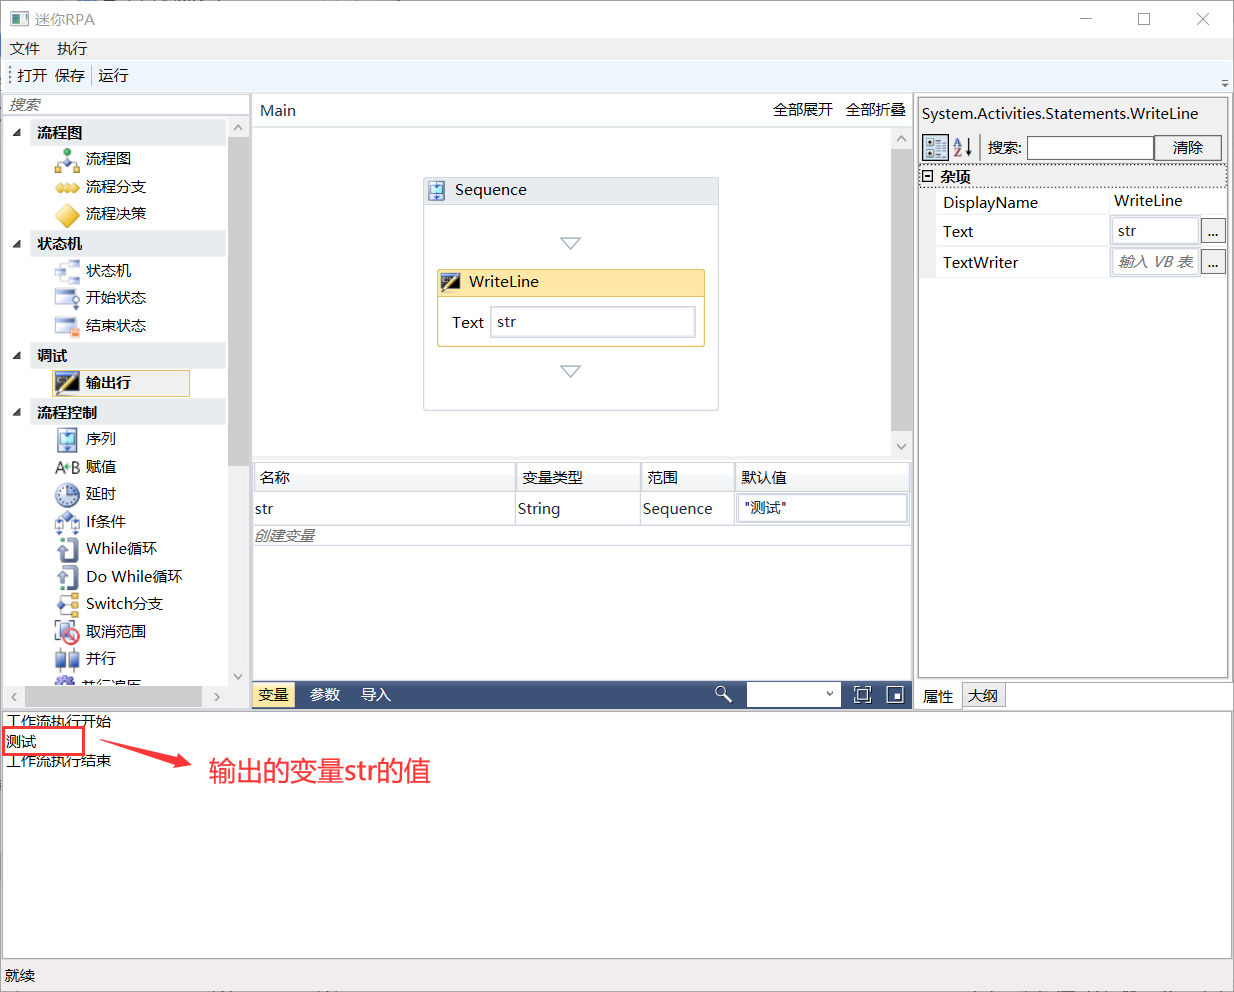 迷你RPA
文件 执行
打开 保存 运行
搜索
流程图
流程图
流程分支
流程决策
状态机
状态机
开始状态
结束状态
调试
输出行
流程控制
序列
A+B 赋值
延时
If条件
While循环
Do While循环
Switch分支
取消范围
并行
并行遍历
Main 全部展开 全部折叠
Sequence
WriteLine
Text str
名称 变量类型 范围 默认值
str String Sequence "测试"
创建变量
变量 参数 导入
System.Activities.Statements.WriteLine
搜索: 清除
杂项
DisplayName WriteLine
Text str ...
TextWriter 输入 VB 表 ...
属性 大纲
工作流执行开始
测试
工作流执行结束
输出的变量str的值
就续